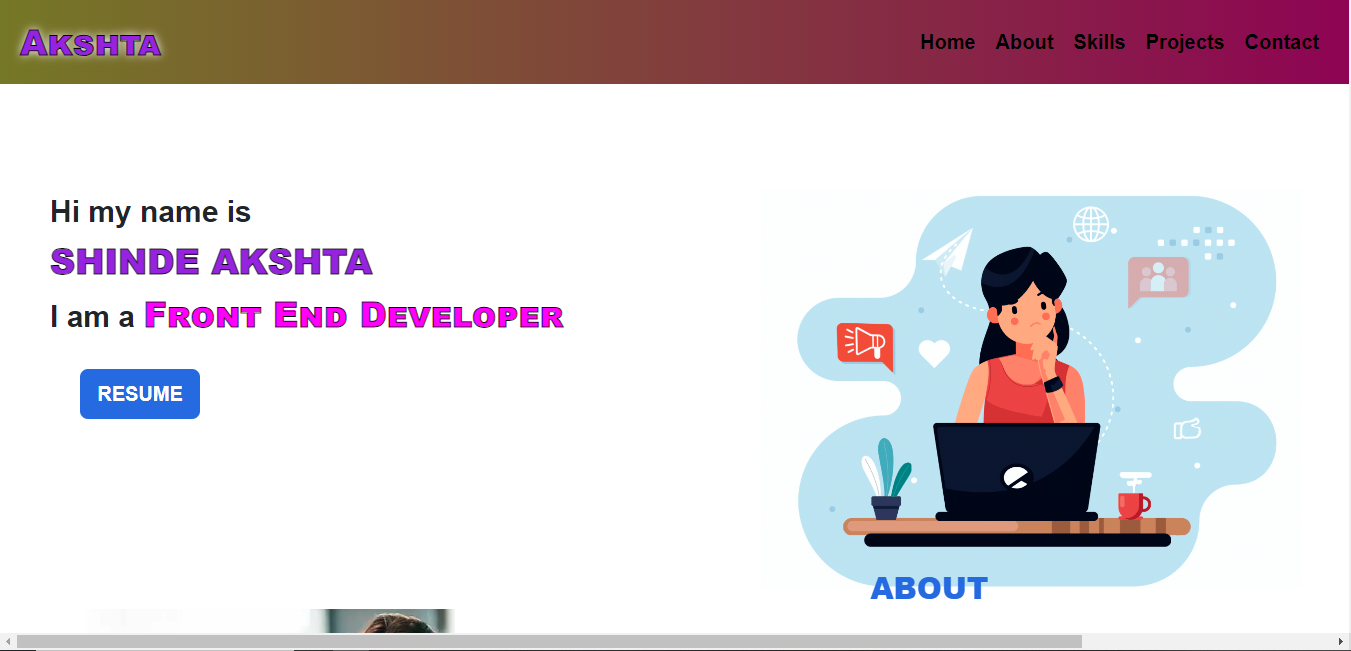 Akshta
Home About Skills Projects Contact
Hi my name is
SHINDE AKSHTA
I am a Front End Developer
RESUME
ABOUT